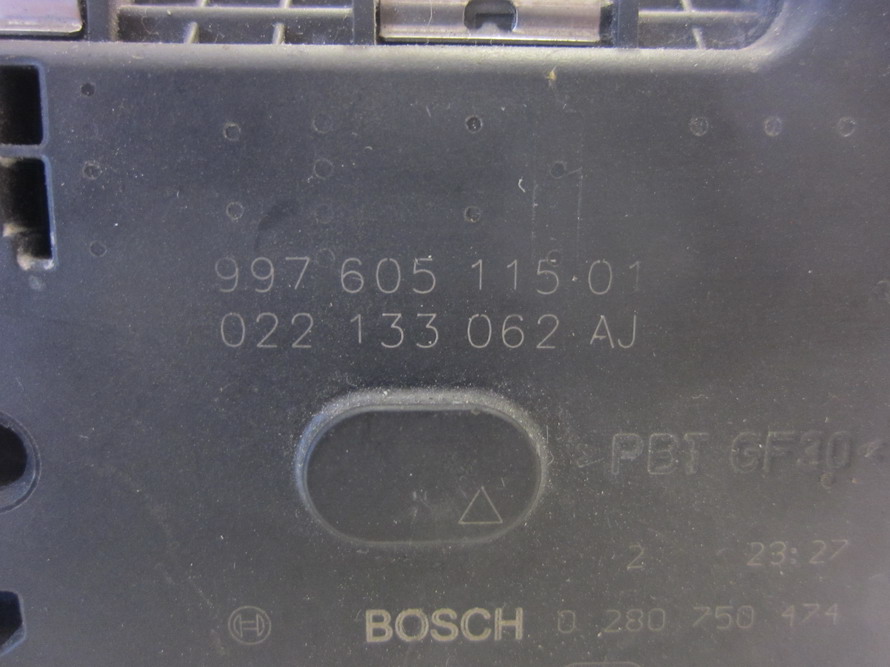 997 605 115 01
022 133 062 AJ
>PBT GF30<
2 23:27
BOSCH 0 280 750 474